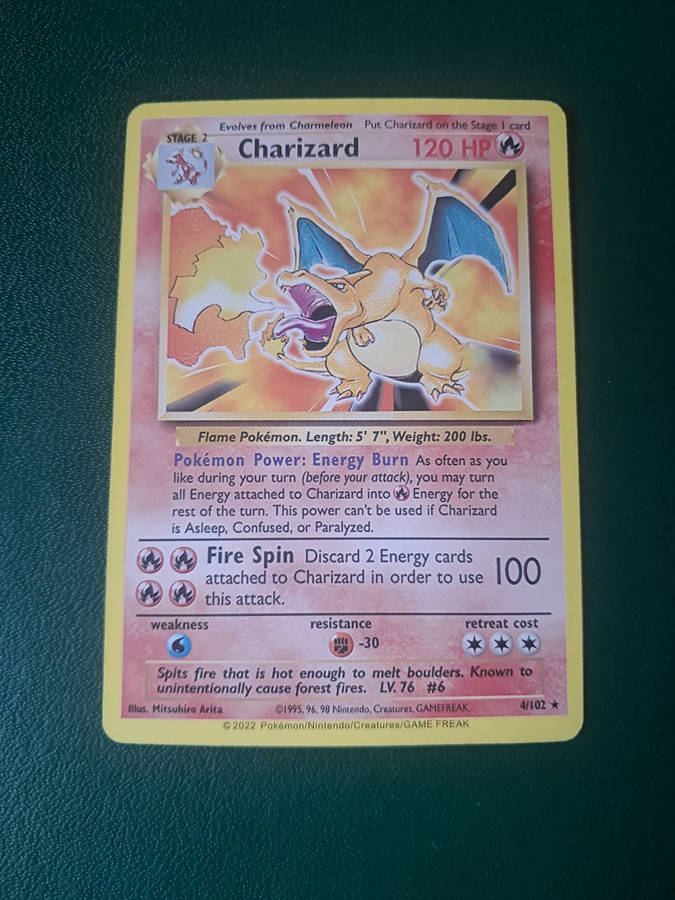 Evolves from Charmeleon Put Charizard on the Stage 1 card
STAGE 2
Charizard 120 HP
Flame Pokémon. Length: 5' 7", Weight: 200 lbs.
Pokémon Power: Energy Burn As often as you
like during your turn (before your attack), you may turn
all Energy attached to Charizard into Energy for the
rest of the turn. This power can't be used if Charizard
is Asleep, Confused, or Paralyzed.
Fire Spin Discard 2 Energy cards
attached to Charizard in order to use 100
this attack.
weakness resistance retreat cost
-30
Spits fire that is hot enough to melt boulders. Known to
unintentionally cause forest fires. LV. 76 #6
Illus. Mitsuhiro Arita ©1995, 96, 98 Nintendo, Creatures, GAMEFREAK. 4/102 ★
© 2022 Pokémon/Nintendo/Creatures/GAME FREAK